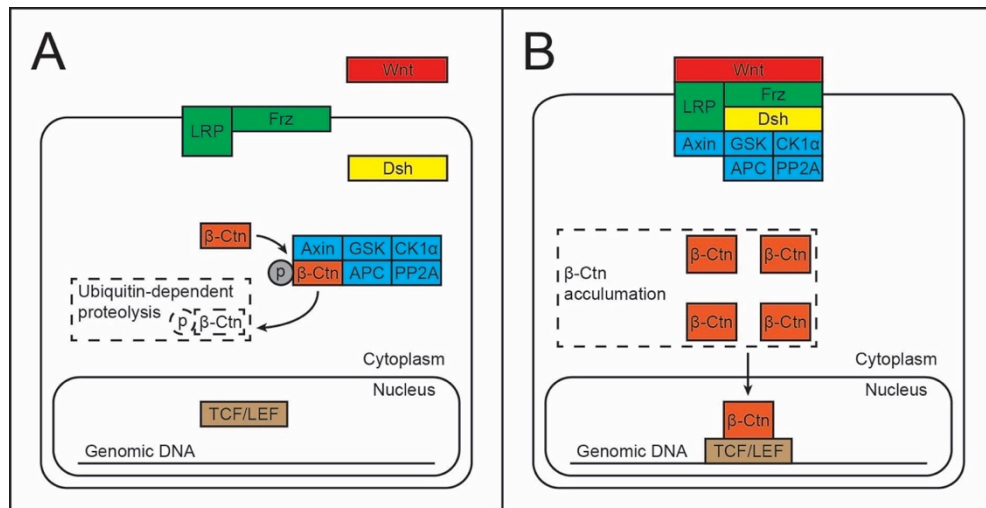 A
Wnt
LRP
Frz
Dsh
β-Ctn
Axin
GSK
CK1α
p
β-Ctn
APC
PP2A
Ubiquitin-dependent
proteolysis
p
β-Ctn
Cytoplasm
Nucleus
TCF/LEF
Genomic DNA
B
Wnt
LRP
Frz
Dsh
Axin
GSK
CK1α
APC
PP2A
β-Ctn
acculumation
β-Ctn
β-Ctn
β-Ctn
β-Ctn
Cytoplasm
Nucleus
β-Ctn
Genomic DNA
TCF/LEF